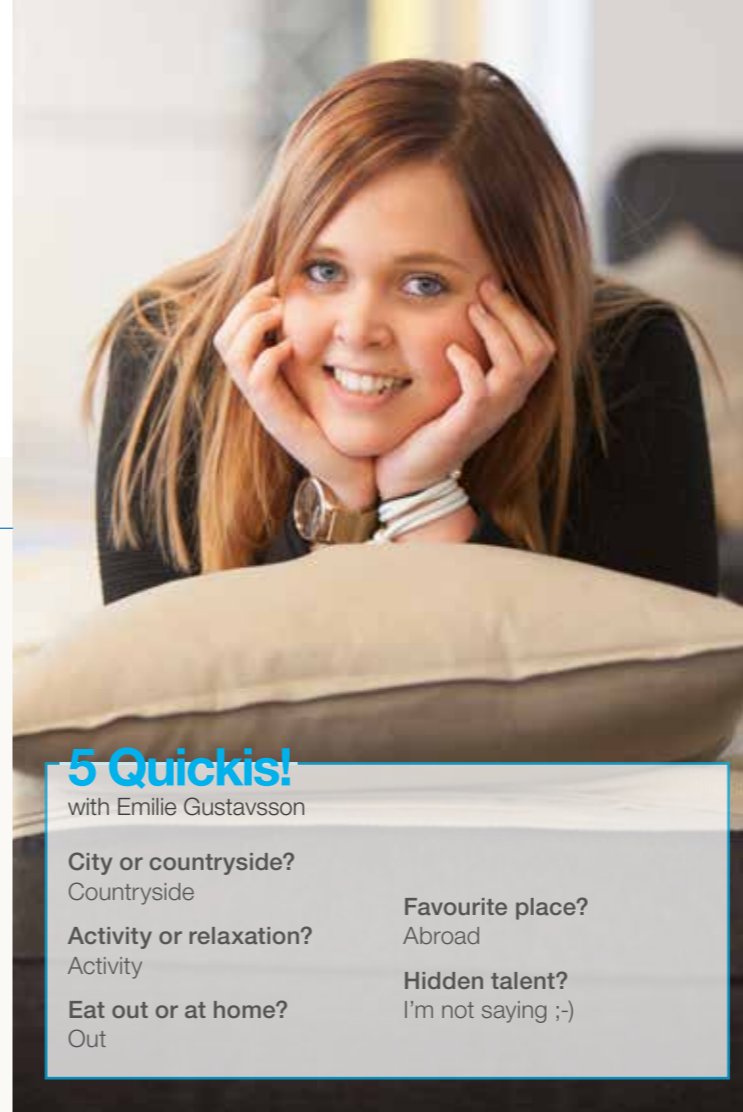 5 Quickis!
with Emilie Gustavsson
City or countryside?
Countryside
Activity or relaxation?
Activity
Eat out or at home?
Out
Favourite place?
Abroad
Hidden talent?
I'm not saying ;-)